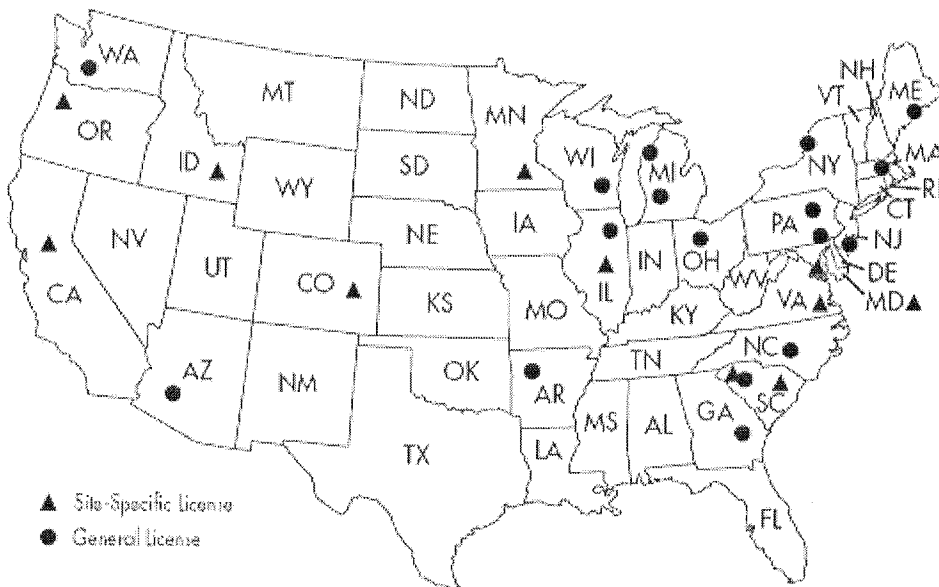 WA
NH
ME
VT
MT
ND
MN
OR
MA
ID
SD
WI
MI
NY
RI
WY
CT
IA
PA
NE
NJ
NV
OH
IN
UT
IL
DE
CA
CO
WV
MD
KS
MO
VA
KY
NC
TN
AZ
OK
NM
AR
SC
GA
MS
AL
TX
LA
Site-Specific License
General License
FL